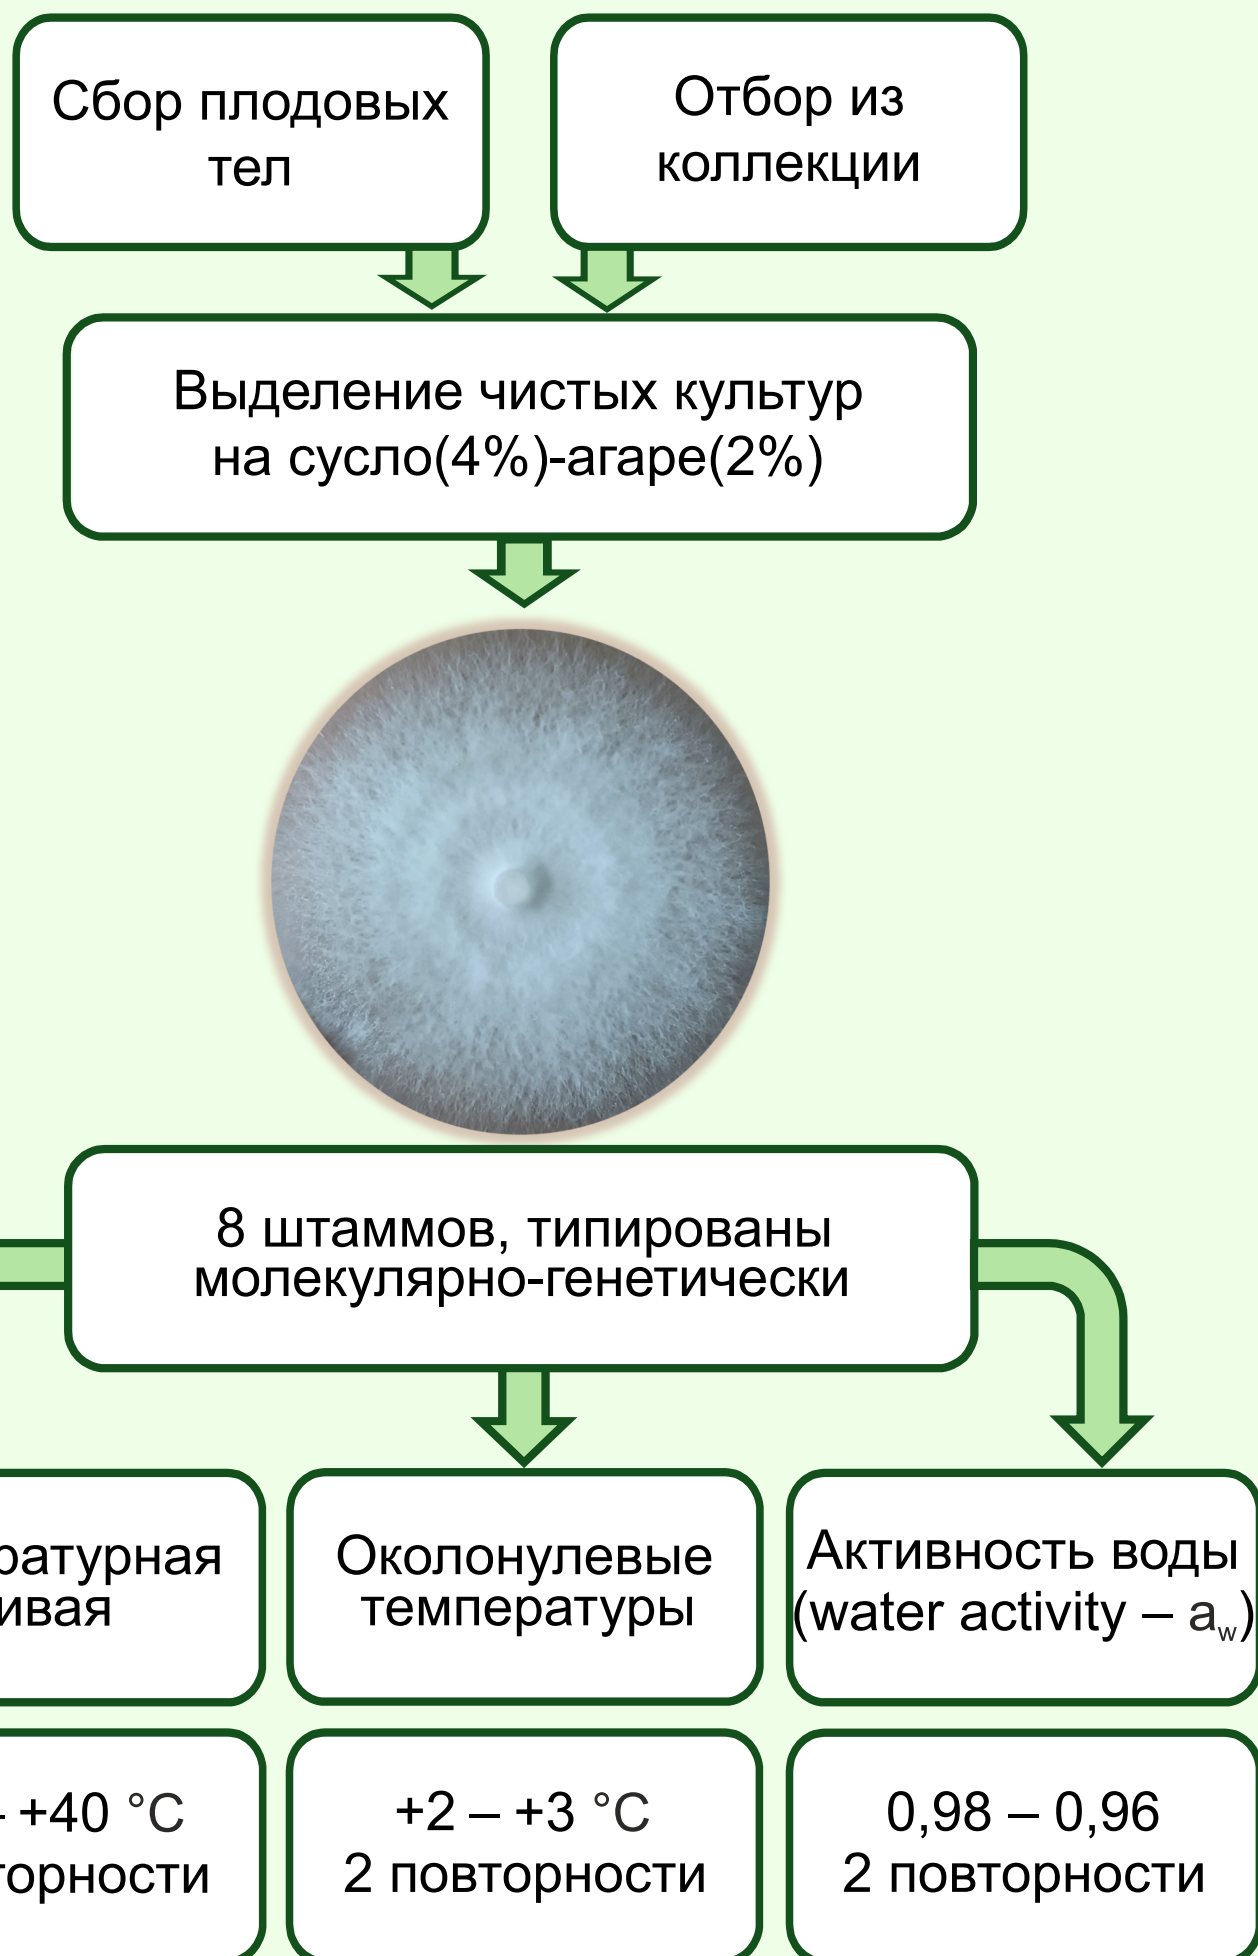 Сбор плодовых
тел
Отбор из
коллекции
Выделение чистых культур
на сусло(4%)-агаре(2%)
8 штаммов, типированы
молекулярно-генетически
Околонулевые
температуры
Активность воды
(water activity – aw)
– +40 °C
+2 – +3 °C
2 повторности
0,98 – 0,96
2 повторности